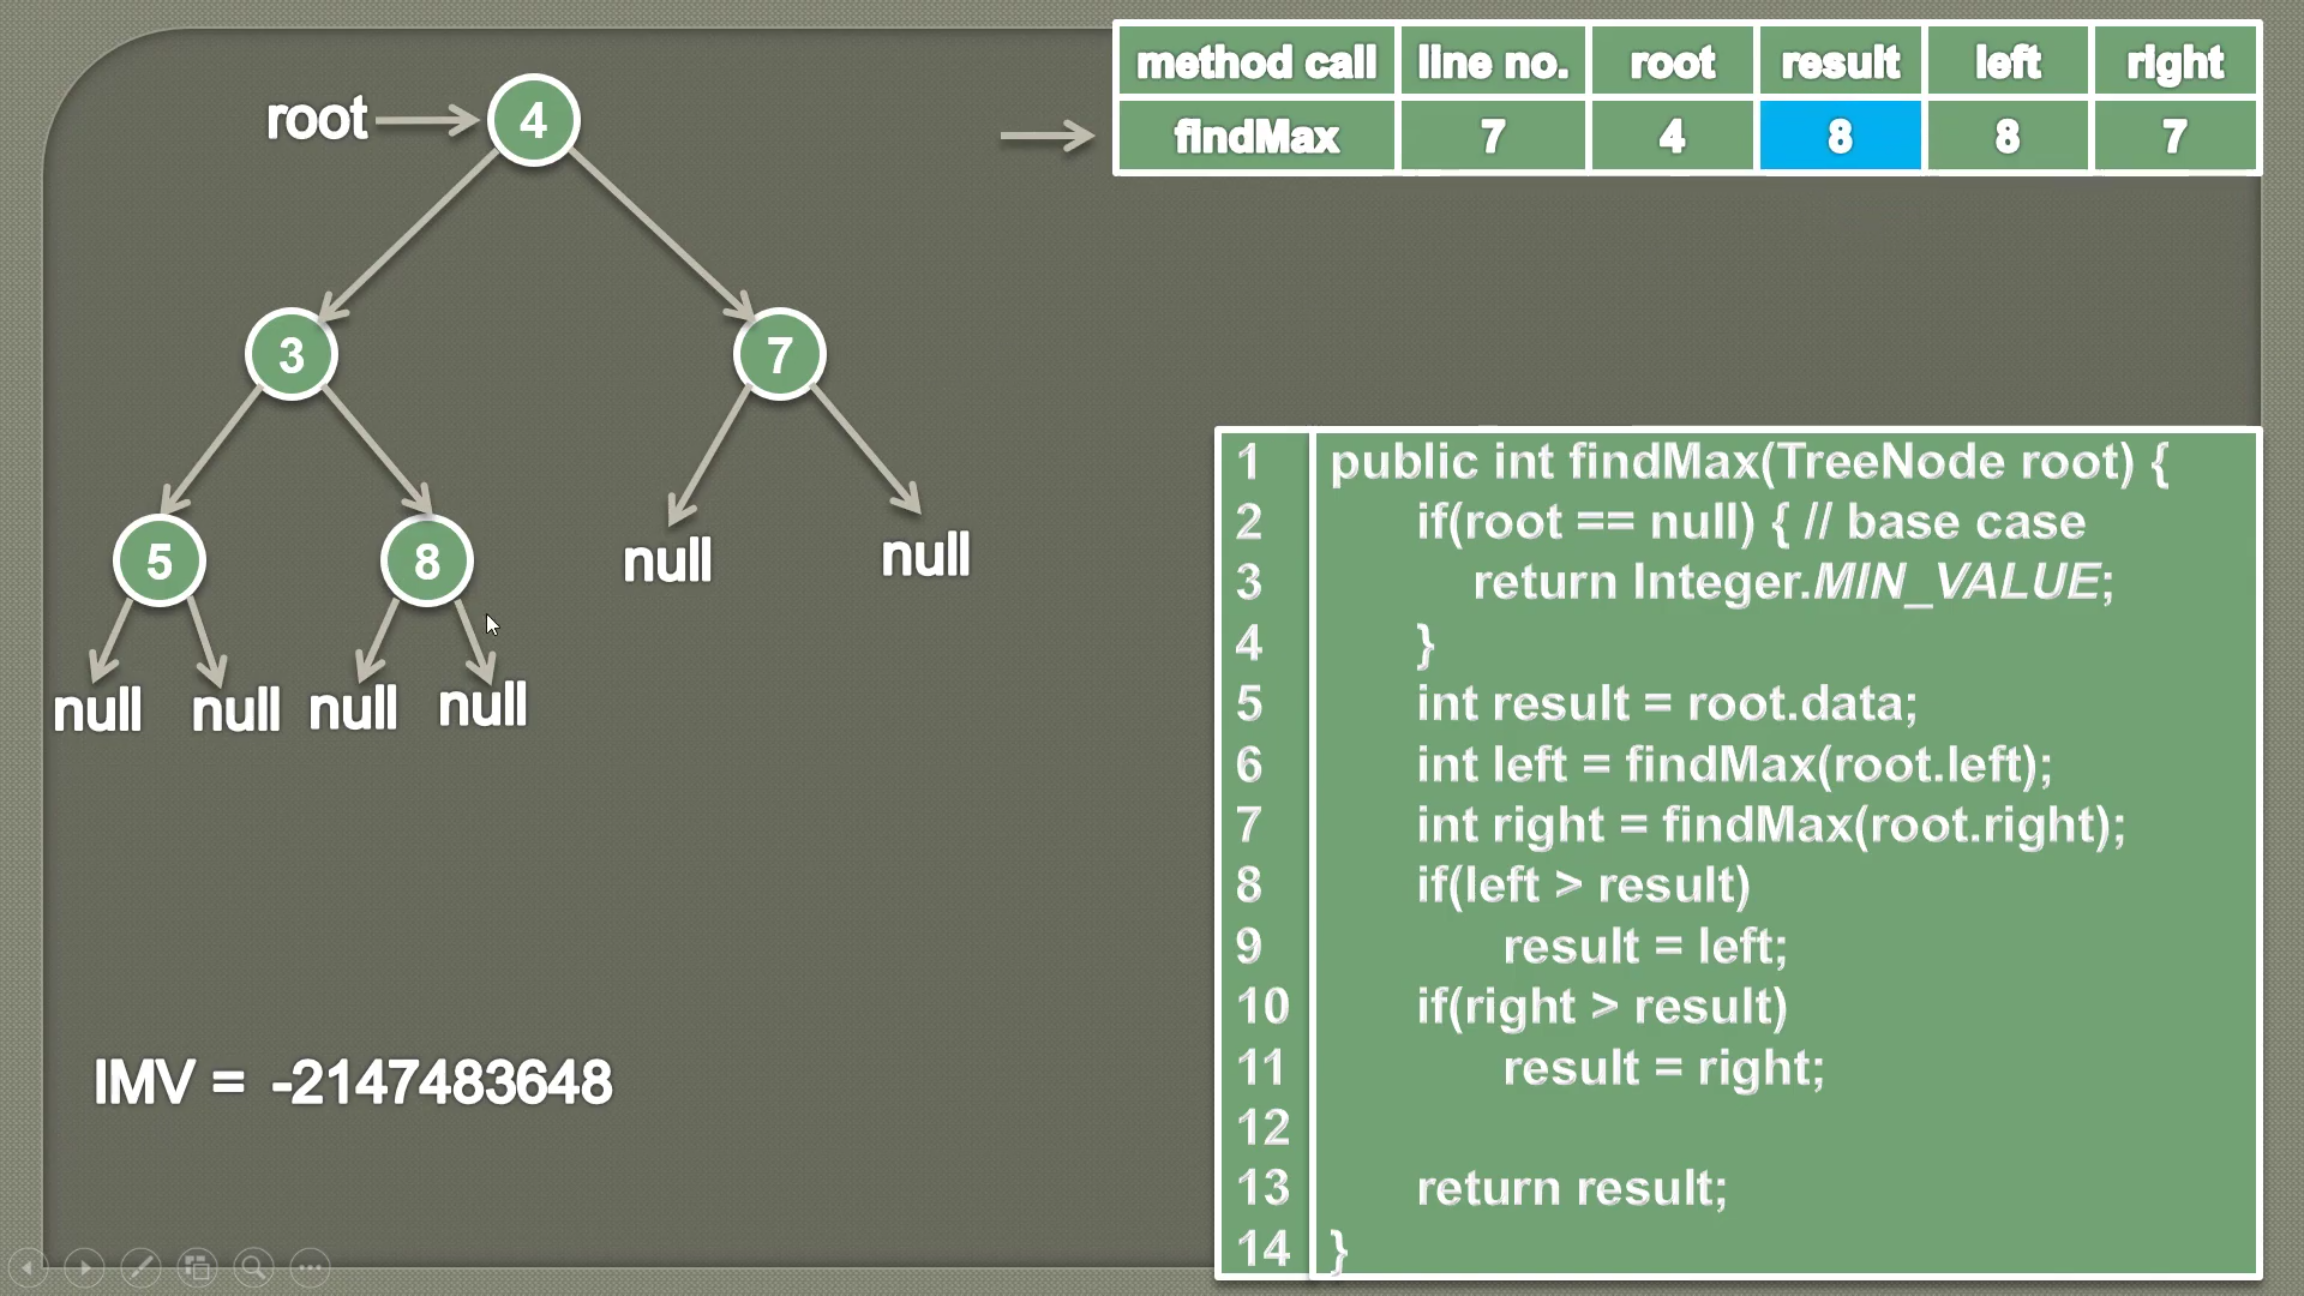 root
4
3
7
5
8
null
null
null
null
null
null
IMV = -2147483648
method call line no. root result left right
findMax 7 4 8 8 7
1 public int findMax(TreeNode root) {
2 if(root == null) { // base case
3 return Integer.MIN_VALUE;
4 }
5 int result = root.data;
6 int left = findMax(root.left);
7 int right = findMax(root.right);
8 if(left > result)
9 result = left;
10 if(right > result)
11 result = right;
12
13 return result;
14 }